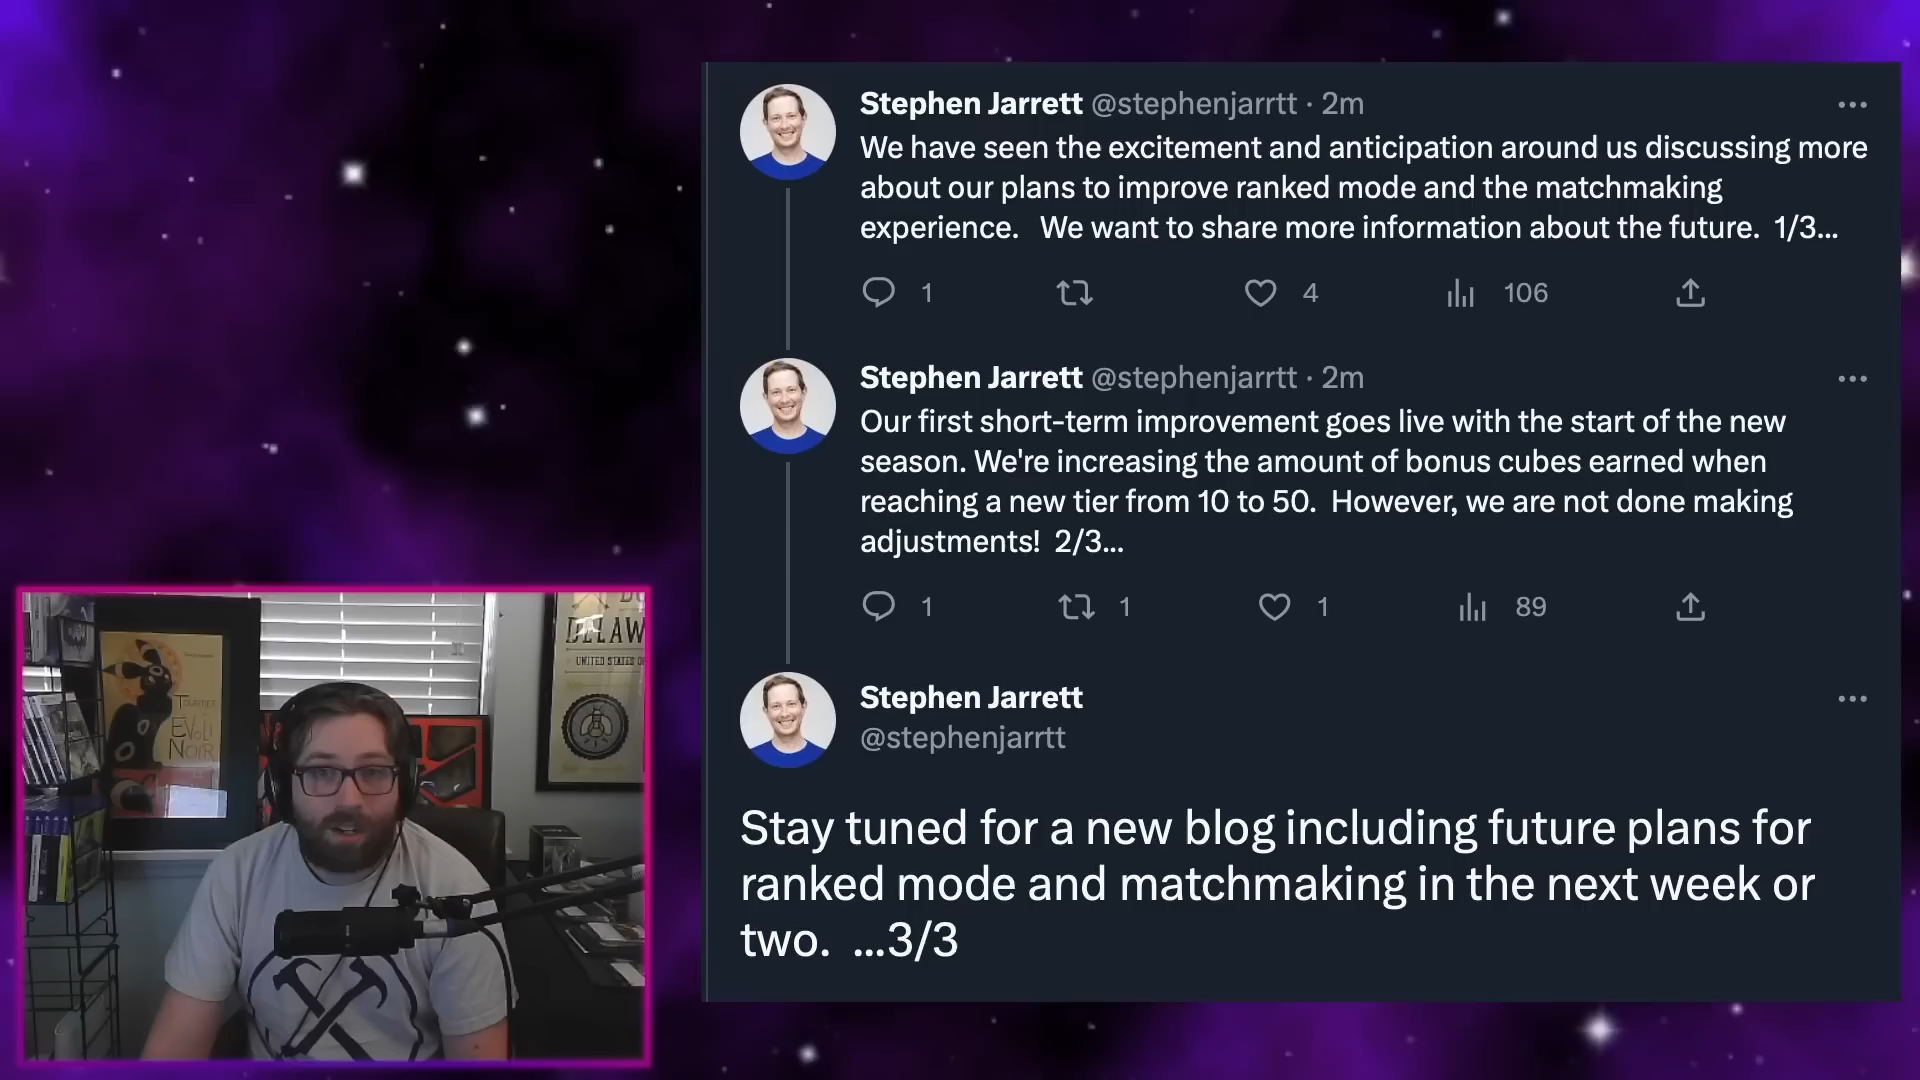 Stephen Jarrett @stephenjarrtt · 2m
We have seen the excitement and anticipation around us discussing more
about our plans to improve ranked mode and the matchmaking
experience.   We want to share more information about the future.  1/3...
1 4 106
Stephen Jarrett @stephenjarrtt · 2m
Our first short-term improvement goes live with the start of the new
season. We're increasing the amount of bonus cubes earned when
reaching a new tier from 10 to 50.  However, we are not done making
adjustments!  2/3...
1 1 1 89
Stephen Jarrett
@stephenjarrtt
Stay tuned for a new blog including future plans for
ranked mode and matchmaking in the next week or
two.  ...3/3
EVOLI
NOIR
DELAW
UNITED STATES O